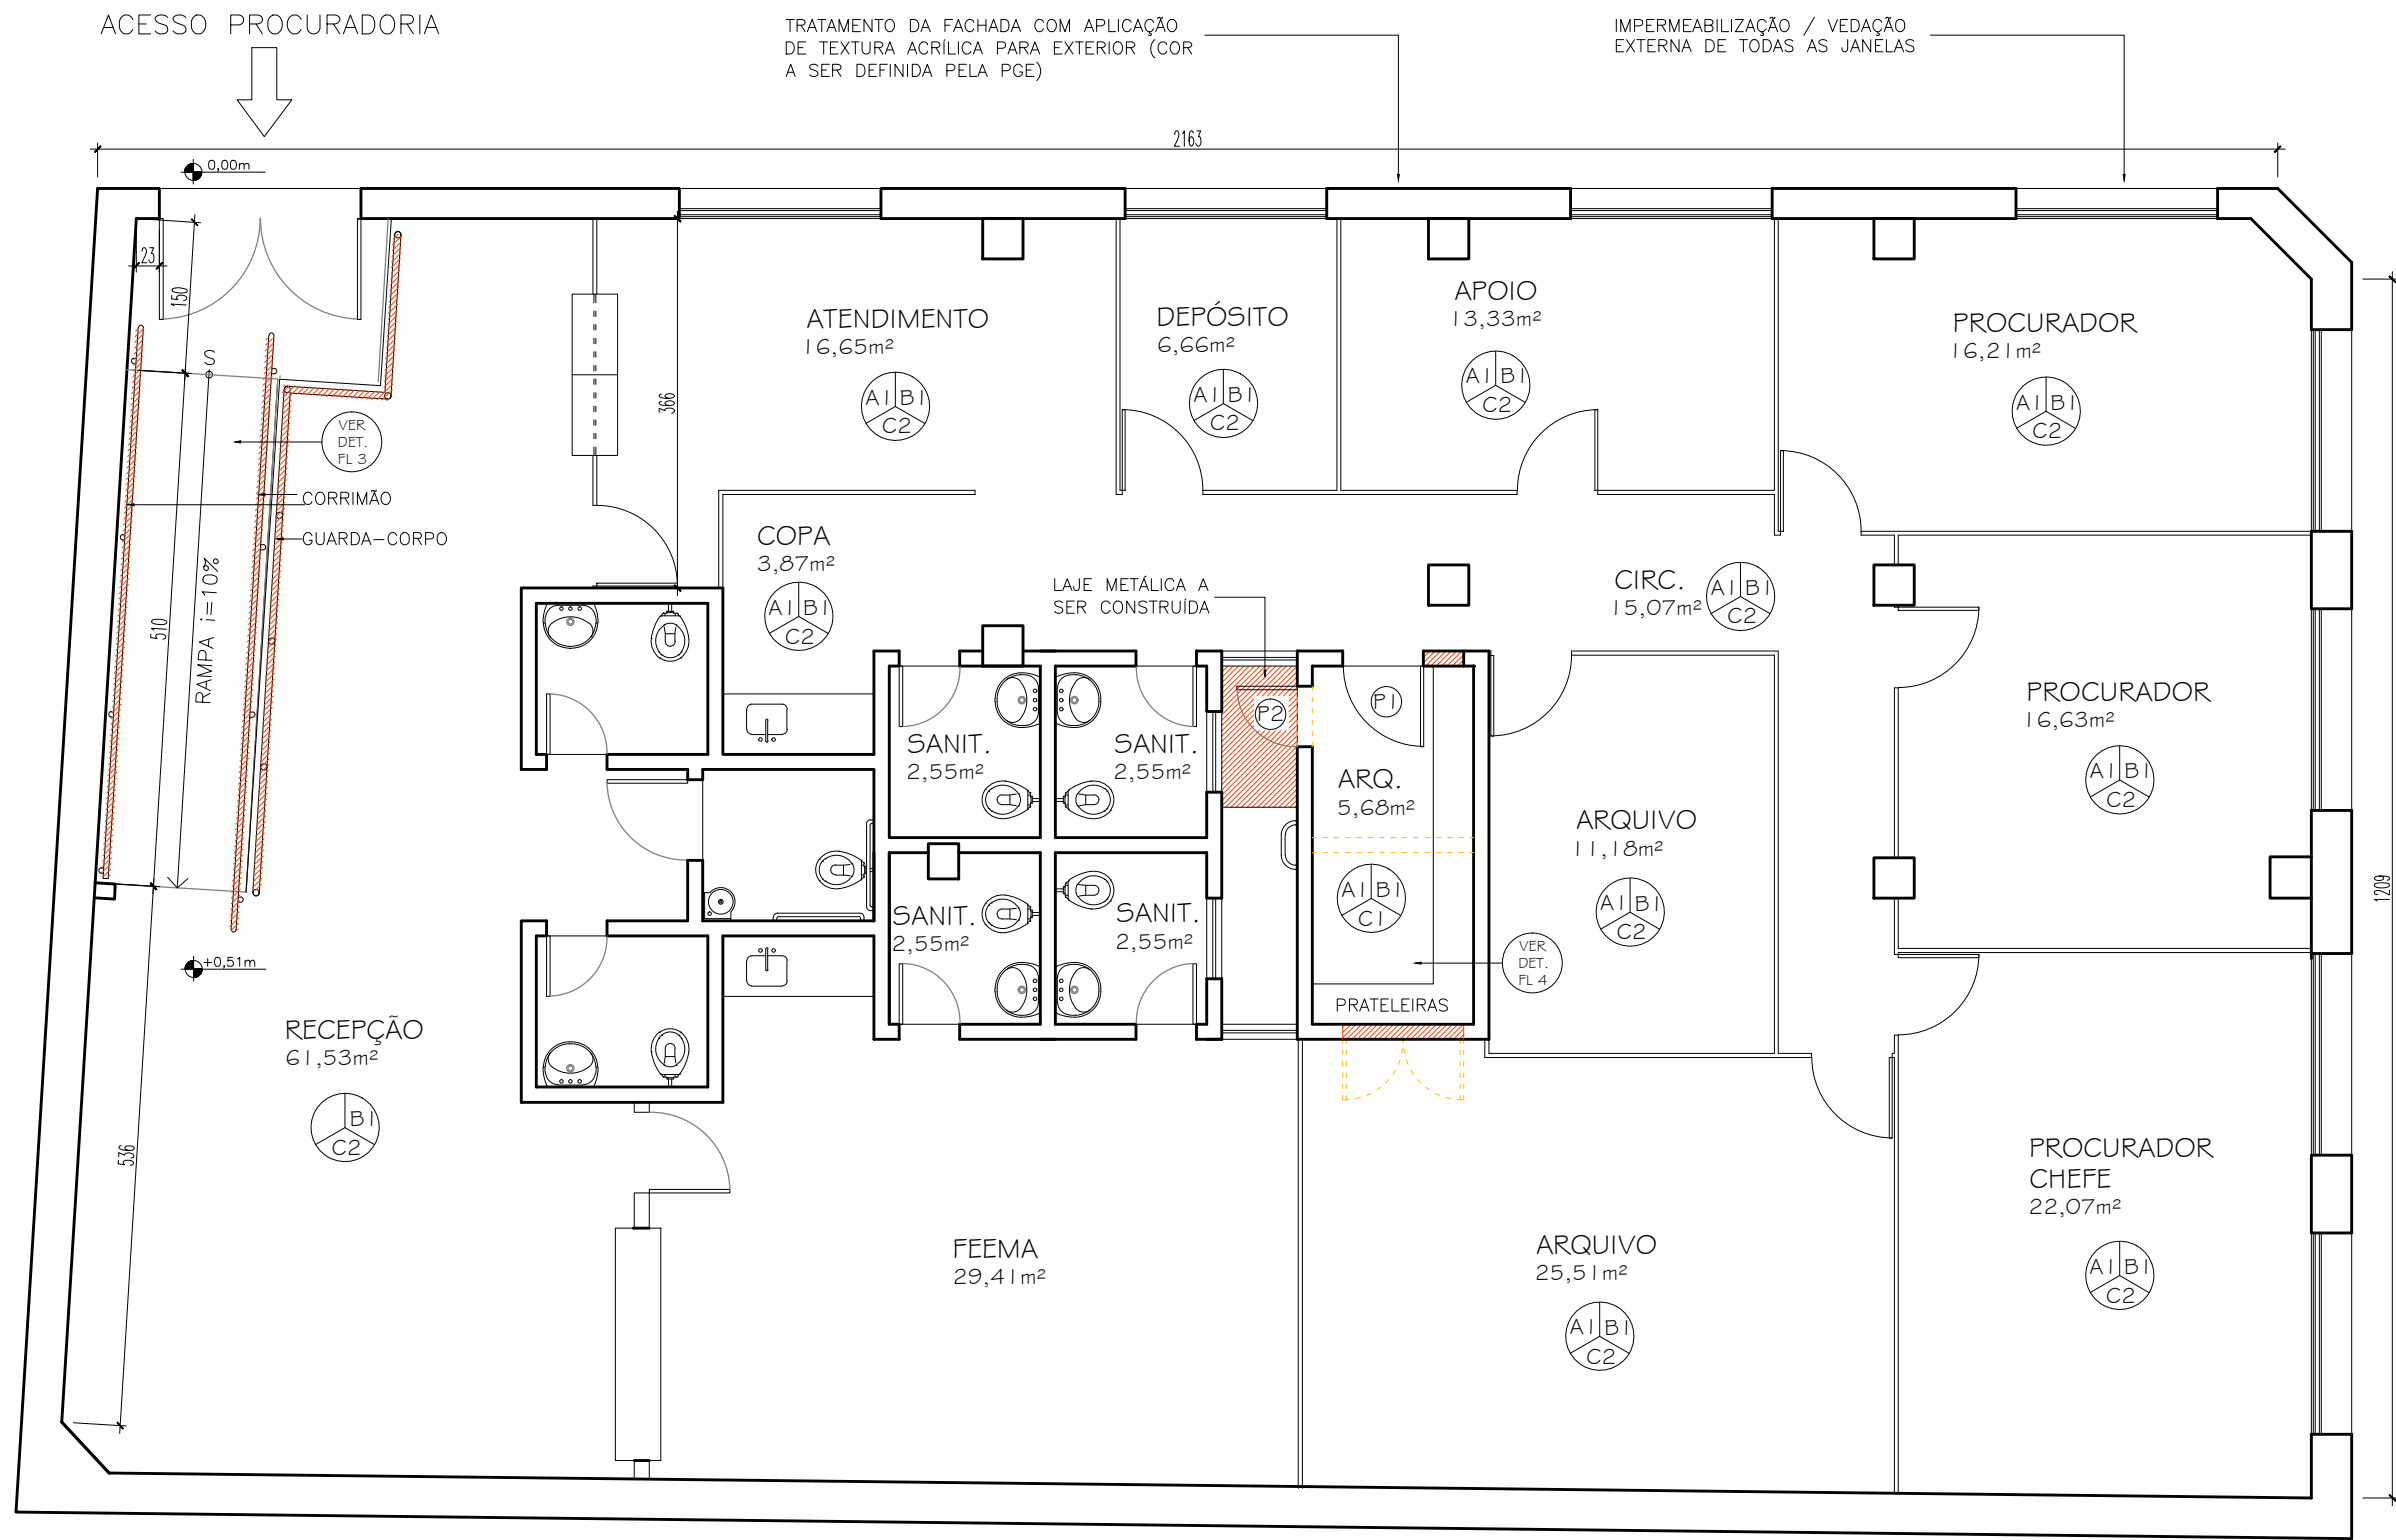 ACESSO PROCURADORIA
TRATAMENTO DA FACHADA COM APLICAÇÃO
DE TEXTURA ACRÍLICA PARA EXTERIOR (COR
A SER DEFINIDA PELA PGE)
IMPERMEABILIZAÇÃO / VEDAÇÃO
EXTERNA DE TODAS AS JANELAS
2163
0,00m
23
150
366
510
536
1209
S
RAMPA i=10%
VER
DET.
FL 3
CORRIMÃO
GUARDA-CORPO
+0,51m
ATENDIMENTO
16,65m²
A1 B1
C2
DEPÓSITO
6,66m²
A1 B1
C2
APOIO
13,33m²
A1 B1
C2
PROCURADOR
16,21m²
A1 B1
C2
COPA
3,87m²
A1 B1
C2
LAJE METÁLICA A
SER CONSTRUÍDA
CIRC.
15,07m²
A1 B1
C2
PROCURADOR
16,63m²
A1 B1
C2
SANIT.
2,55m²
SANIT.
2,55m²
P2
P1
ARQ.
5,68m²
A1 B1
C1
ARQUIVO
11,18m²
A1 B1
C2
SANIT.
2,55m²
SANIT.
2,55m²
VER
DET.
FL 4
PRATELEIRAS
RECEPÇÃO
61,53m²
B1
C2
FEEMA
29,41m²
ARQUIVO
25,51m²
A1 B1
C2
PROCURADOR
CHEFE
22,07m²
A1 B1
C2